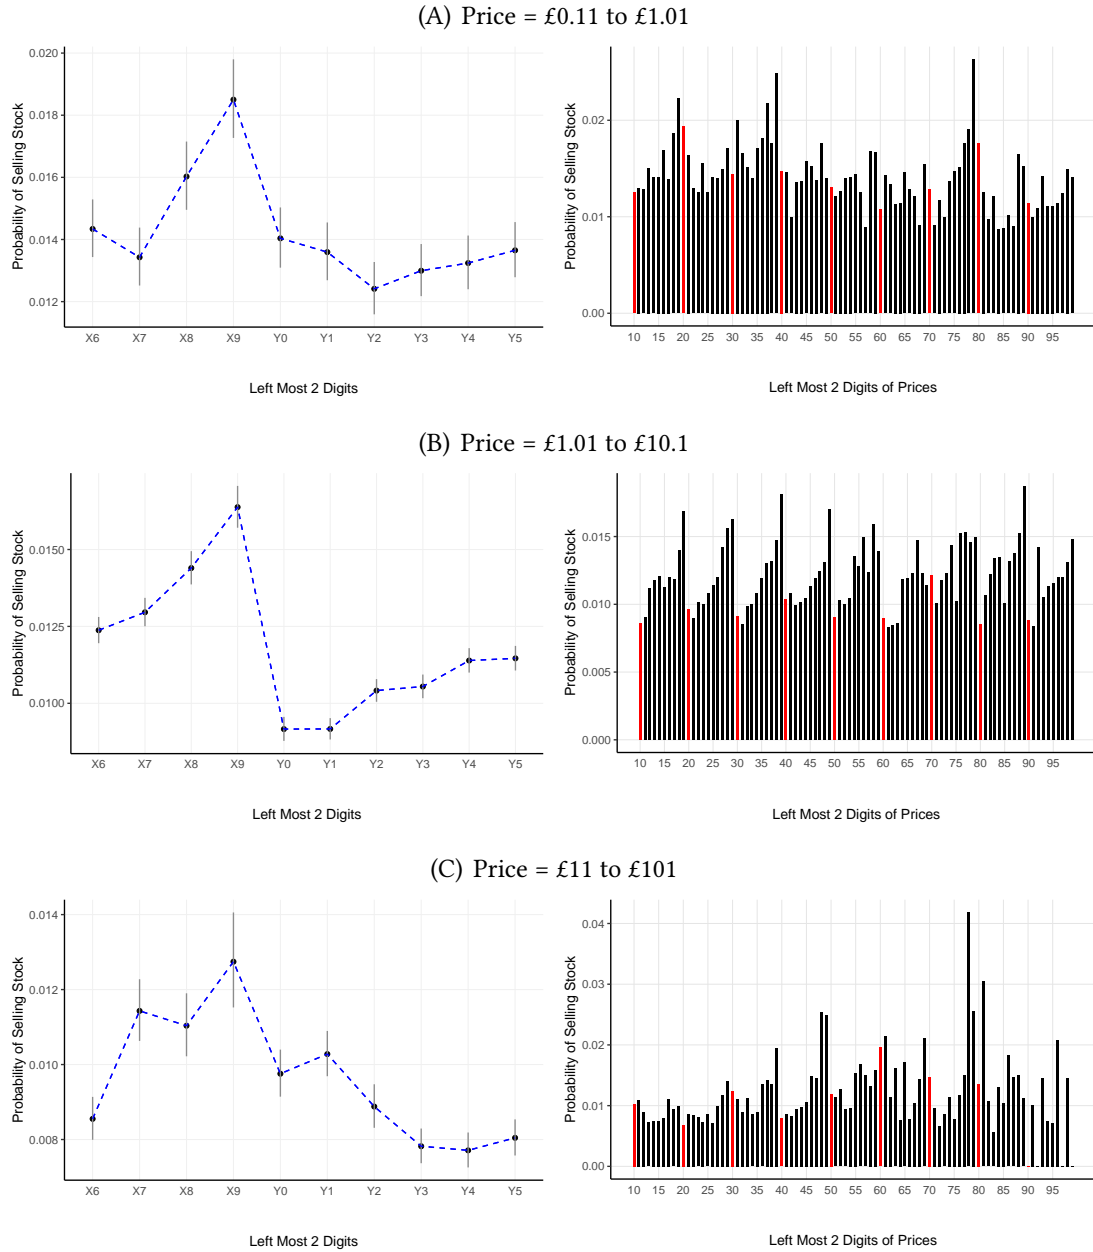 (A) Price = £0.11 to £1.01
Probability of Selling Stock
0.020
0.018
0.016
0.014
0.012
X6 X7 X8 X9 Y0 Y1 Y2 Y3 Y4 Y5
Left Most 2 Digits
Probability of Selling Stock
0.02
0.01
0.00
10 15 20 25 30 35 40 45 50 55 60 65 70 75 80 85 90 95
Left Most 2 Digits of Prices
(B) Price = £1.01 to £10.1
Probability of Selling Stock
0.0150
0.0125
0.0100
X6 X7 X8 X9 Y0 Y1 Y2 Y3 Y4 Y5
Left Most 2 Digits
Probability of Selling Stock
0.015
0.010
0.005
0.000
10 15 20 25 30 35 40 45 50 55 60 65 70 75 80 85 90 95
Left Most 2 Digits of Prices
(C) Price = £11 to £101
Probability of Selling Stock
0.014
0.012
0.010
0.008
X6 X7 X8 X9 Y0 Y1 Y2 Y3 Y4 Y5
Left Most 2 Digits
Probability of Selling Stock
0.04
0.03
0.02
0.01
0.00
10 15 20 25 30 35 40 45 50 55 60 65 70 75 80 85 90 95
Left Most 2 Digits of Prices